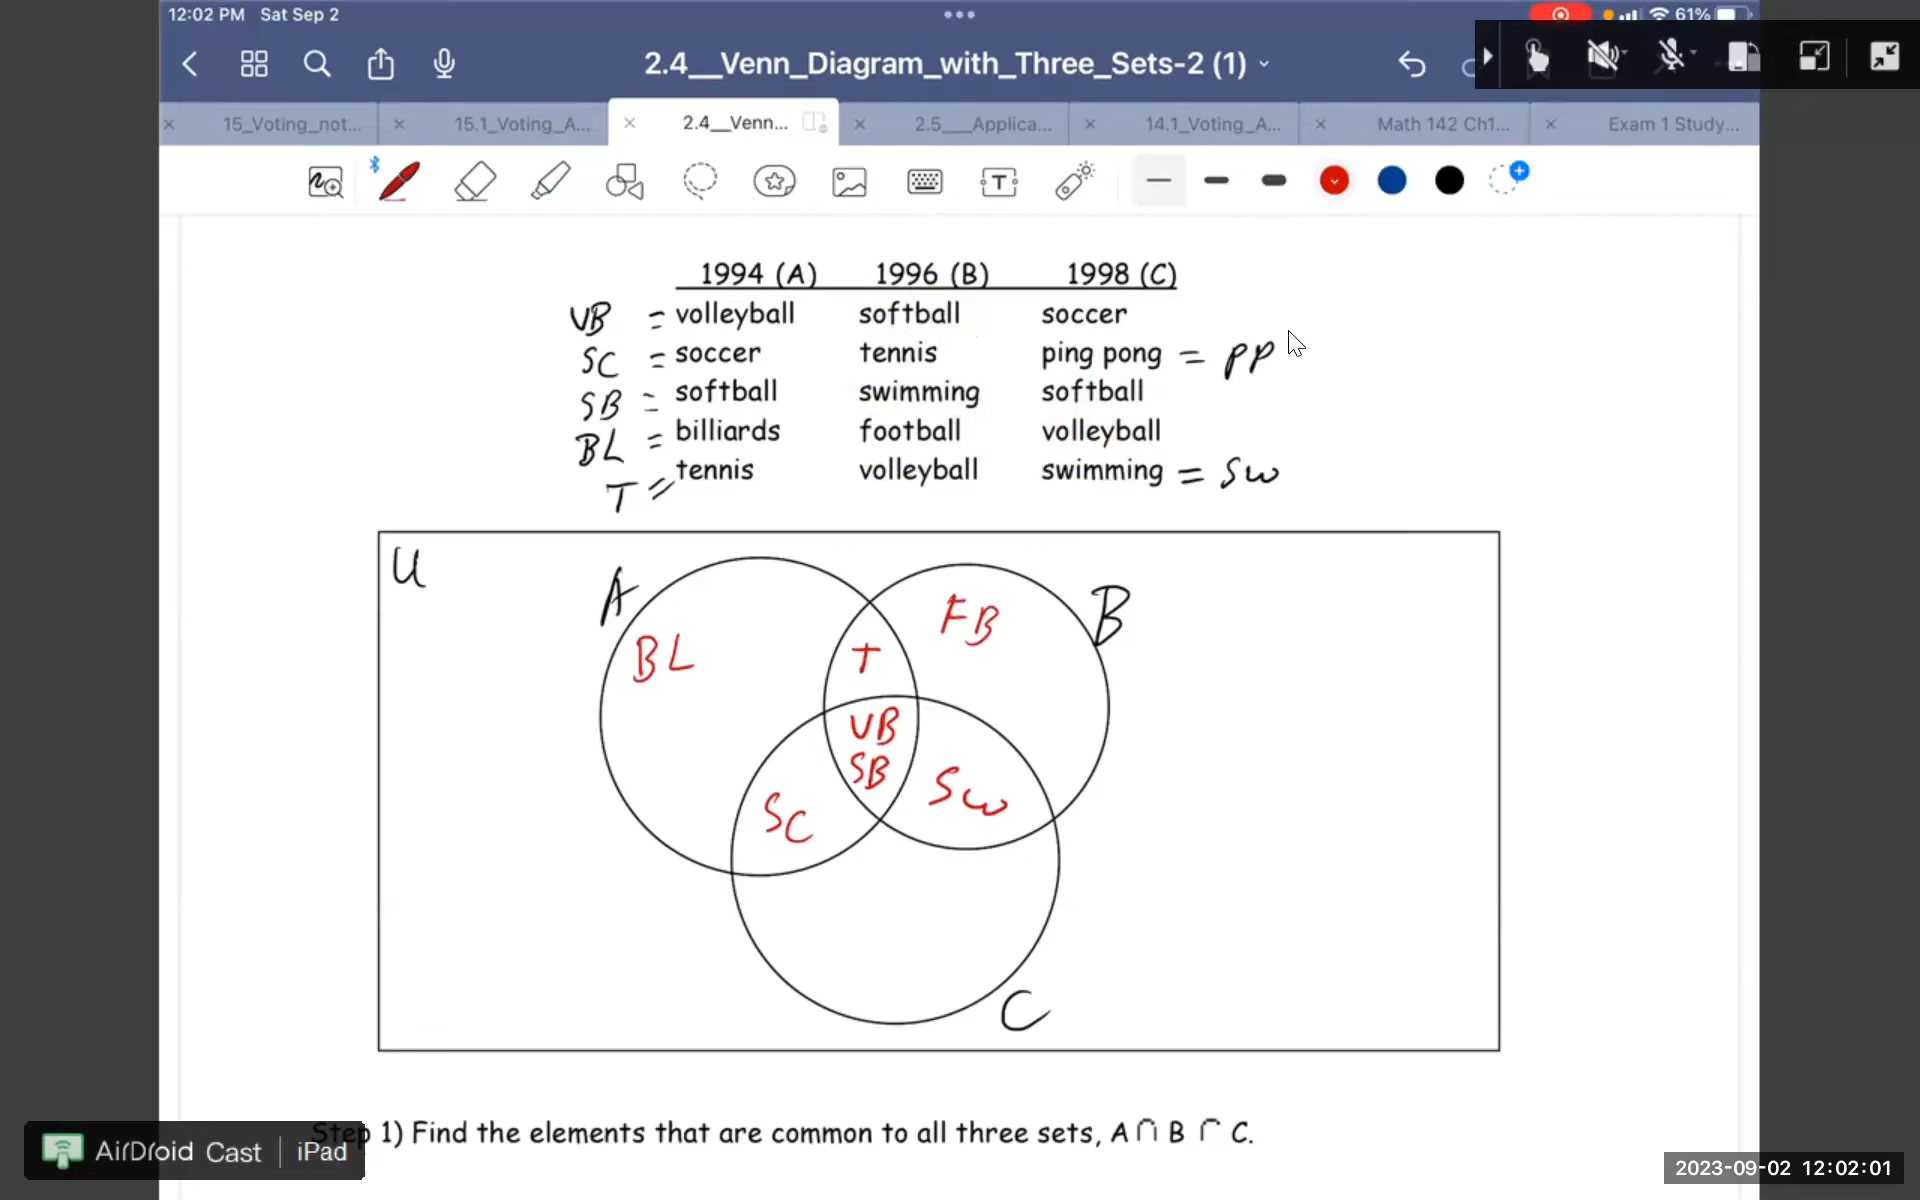 12:02 PM Sat Sep 2
61%
2.4__Venn_Diagram_with_Three_Sets-2 (1)
15_Voting_not... 15.1_Voting_A... 2.4__Venn... 2.5___Applica... 14.1_Voting_A... Math 142 Ch1... Exam 1 Study...
T
1994 (A) 1996 (B) 1998 (C)
VB = volleyball softball soccer
SC = soccer tennis ping pong = PP
SB = softball swimming softball
BL = billiards football volleyball
T = tennis volleyball swimming = SW
U
A
B
FB
BL
T
VB
SB
SW
SC
C
Step 1) Find the elements that are common to all three sets, A ∩ B ∩ C.
AirDroid Cast | iPad
2023-09-02 12:02:01